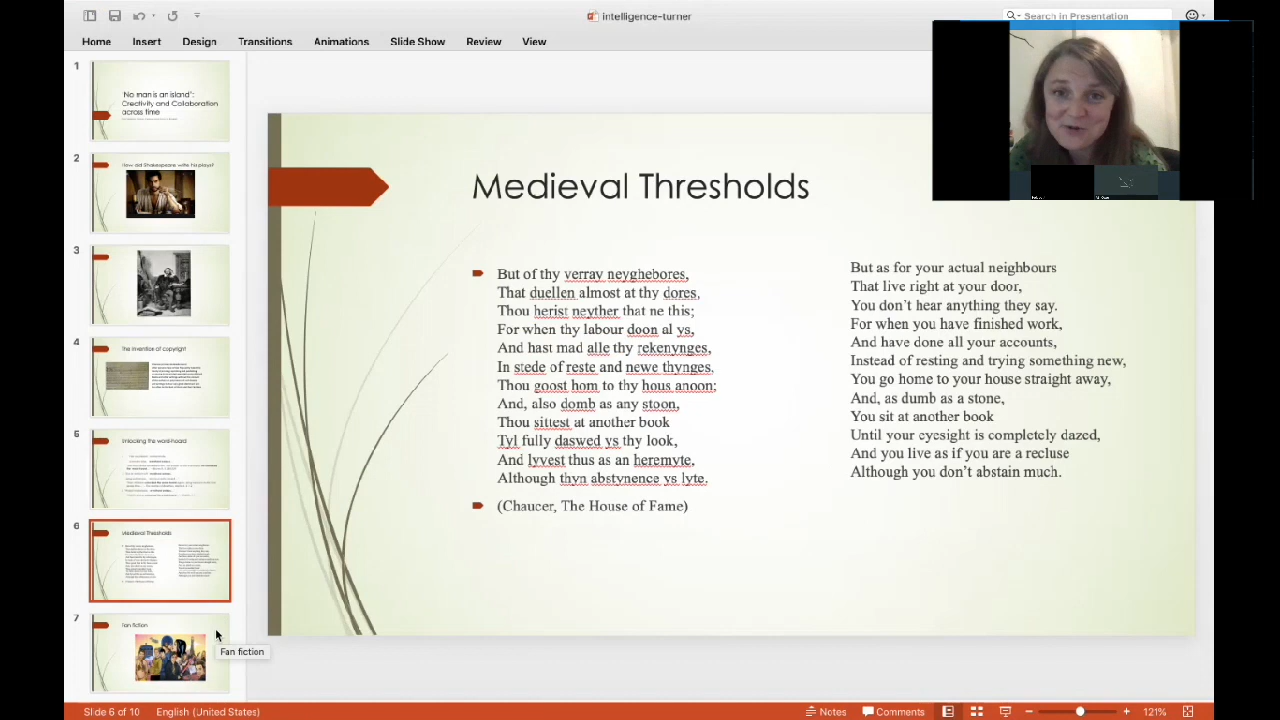 intelligence-turner
Search in Presentation
Home Insert Design Transitions Animations Slide Show Review View
1
'No man is an island':
Creativity and Collaboration
across time
2
How did Shakespeare write his plays?
3
4
The invention of copyright
5
Unlocking the word-hoard
6
Medieval Thresholds
7
Fan fiction
Fan fiction
Medieval Thresholds
But of thy verray neyghebores,
That duellen almost at thy dores,
Thou herist neyther that ne this;
For when thy labour doon al ys,
And hast mad alle thy rekenynges,
In stede of reste and newe thynges,
Thou goost hom to thy hous anoon;
And, also domb as any stoon,
Thou sittest at another book
Tyl fully daswed ys thy look,
And lyvest thus as an heremyte,
Although thyn abstynence ys lyte.
(Chaucer, The House of Fame)
But as for your actual neighbours
That live right at your door,
You don't hear anything they say.
For when you have finished work,
And have done all your accounts,
Instead of resting and trying something new,
You go home to your house straight away,
And, as dumb as a stone,
You sit at another book
Until your eyesight is completely dazed,
And you live as if you are a recluse
Although you don't abstain much.
Slide 6 of 10 English (United States) Notes Comments 121%